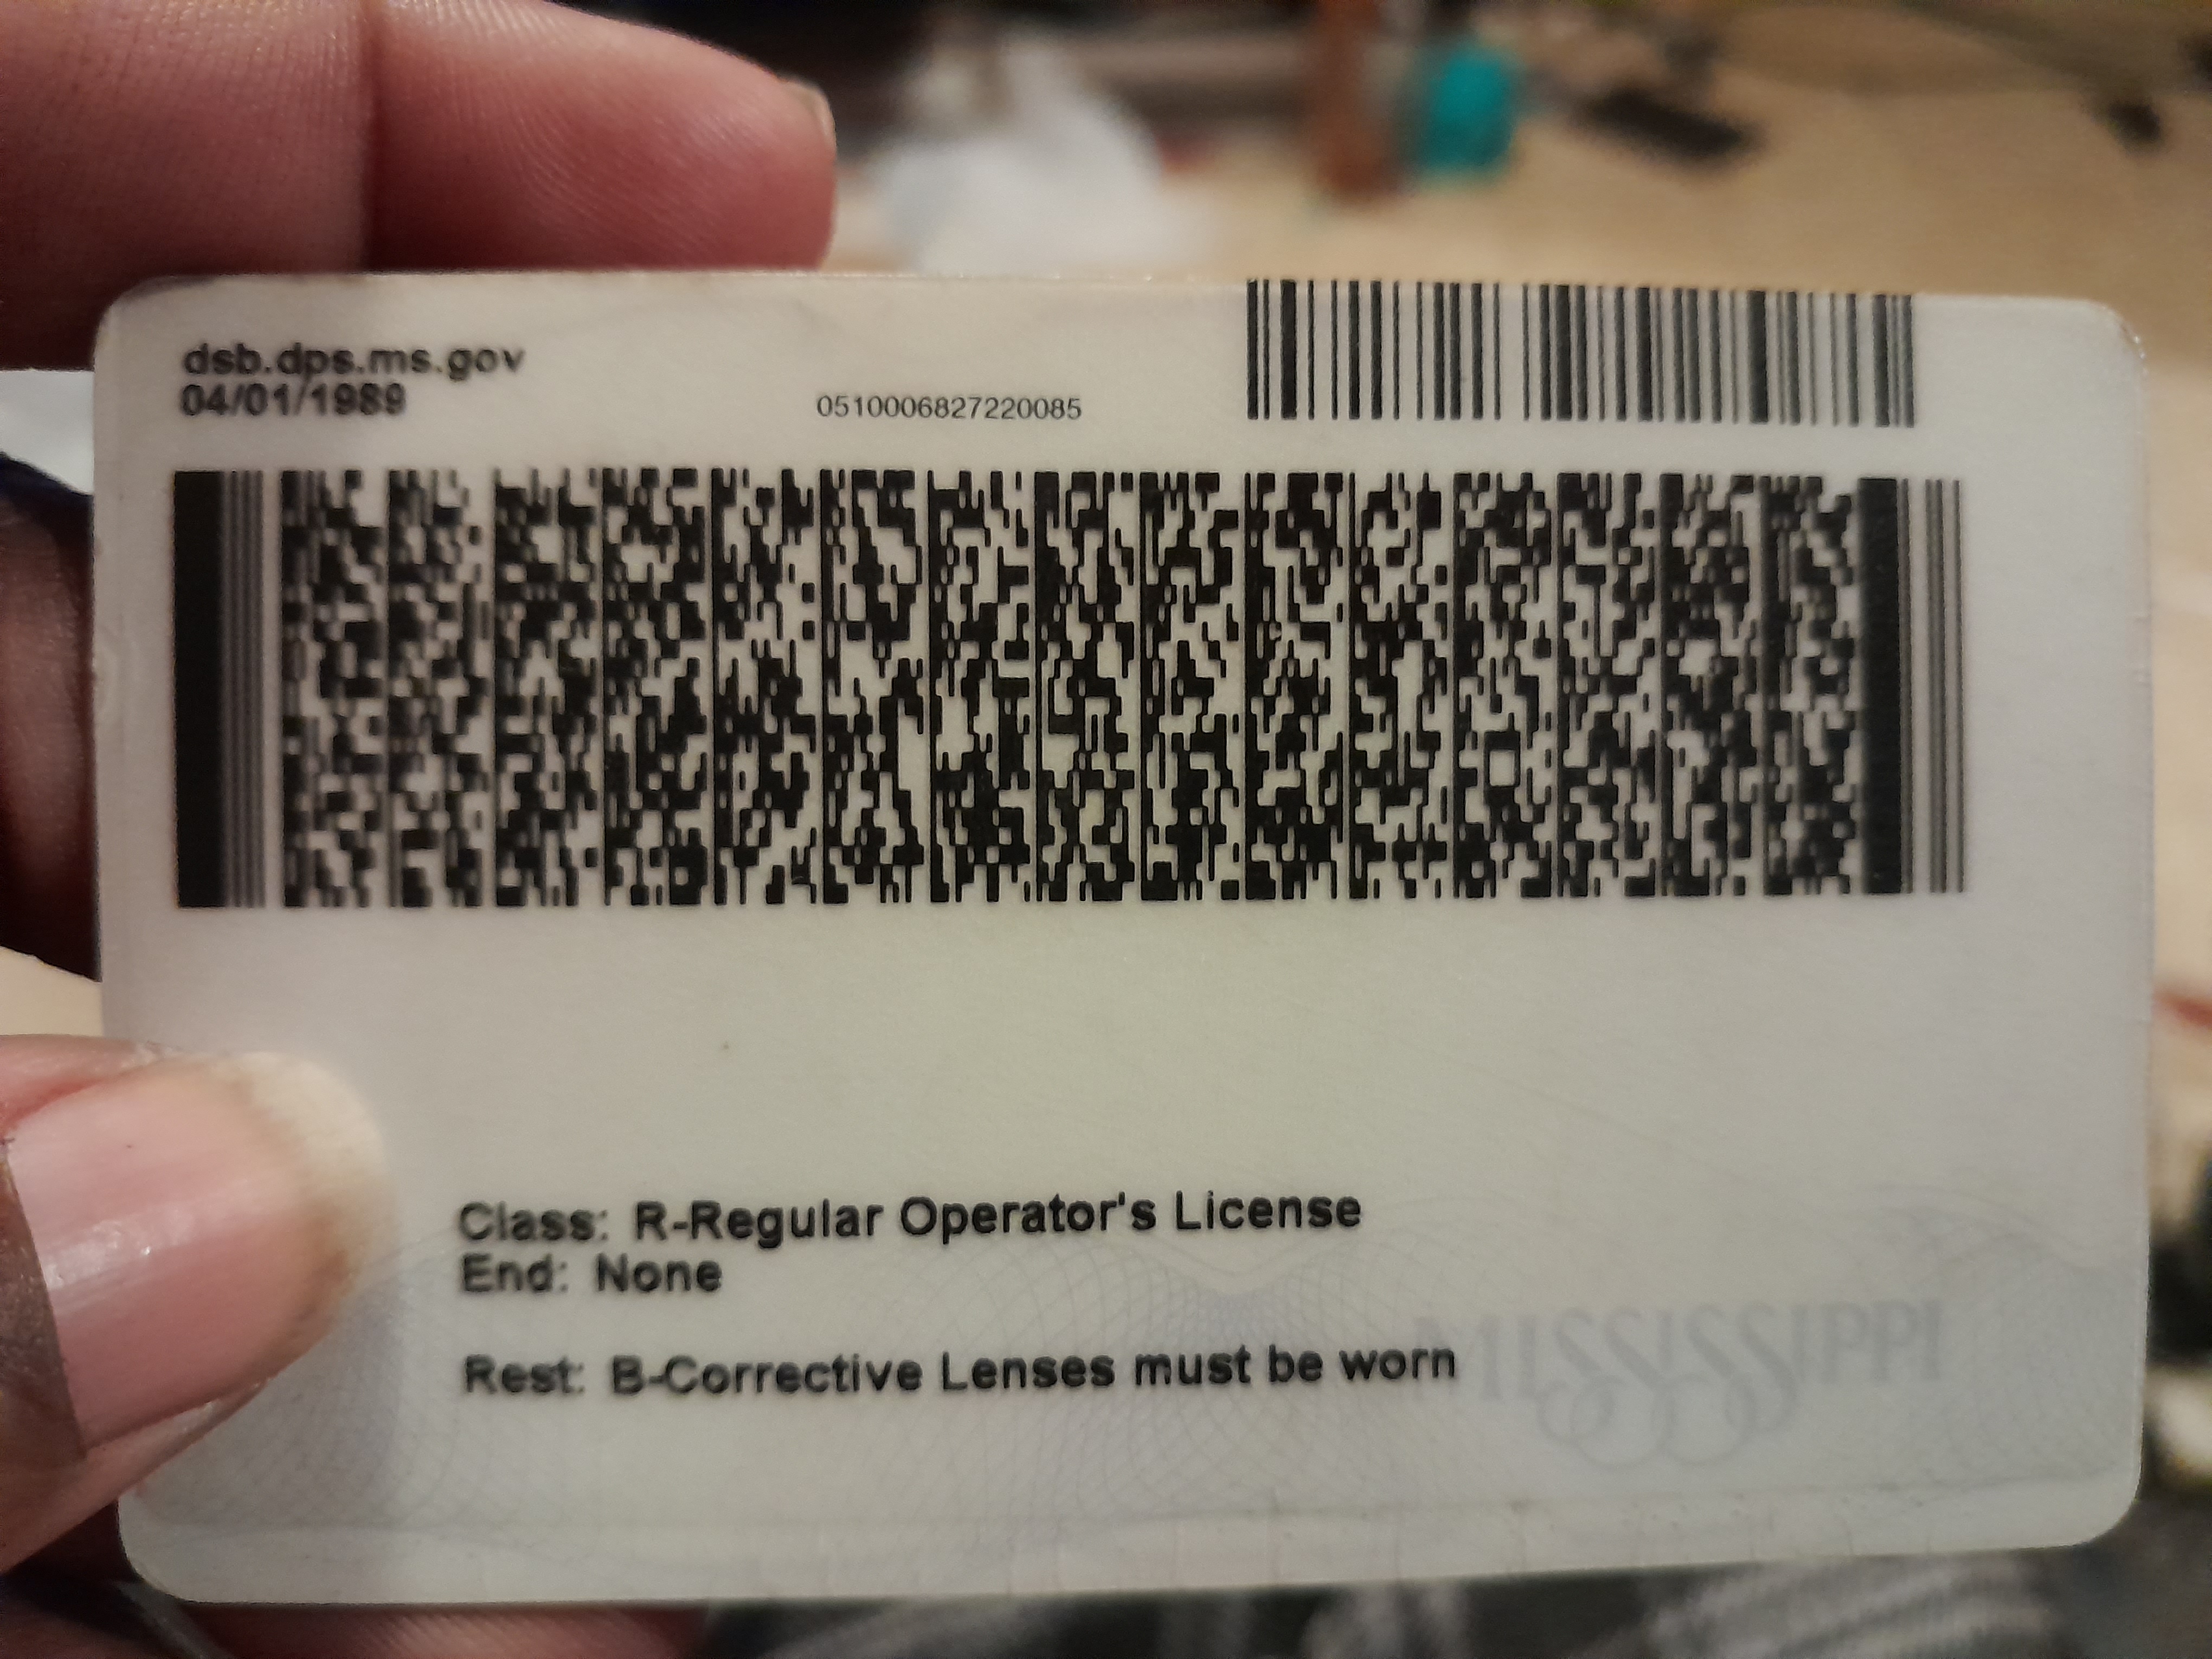 dsb.dps.ms.gov
04/01/1989
0510006827220085
Class: R-Regular Operator's License
End: None
Rest: B-Corrective Lenses must be worn
MISSISSIPPI